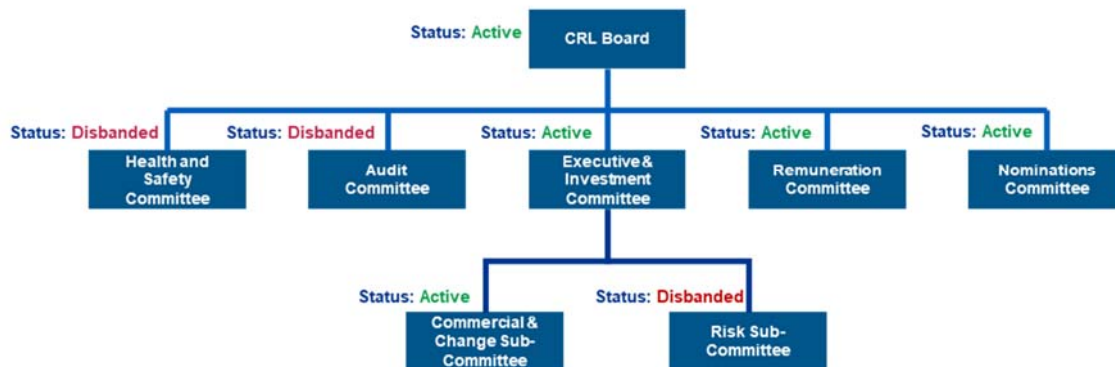 Status: Active
CRL Board
Status: Disbanded
Status: Disbanded
Status: Active
Status: Active
Status: Active
Health and
Safety
Committee
Audit
Committee
Executive &
Investment
Committee
Remuneration
Committee
Nominations
Committee
Status: Active
Status: Disbanded
Commercial &
Change Sub-
Committee
Risk Sub-
Committee